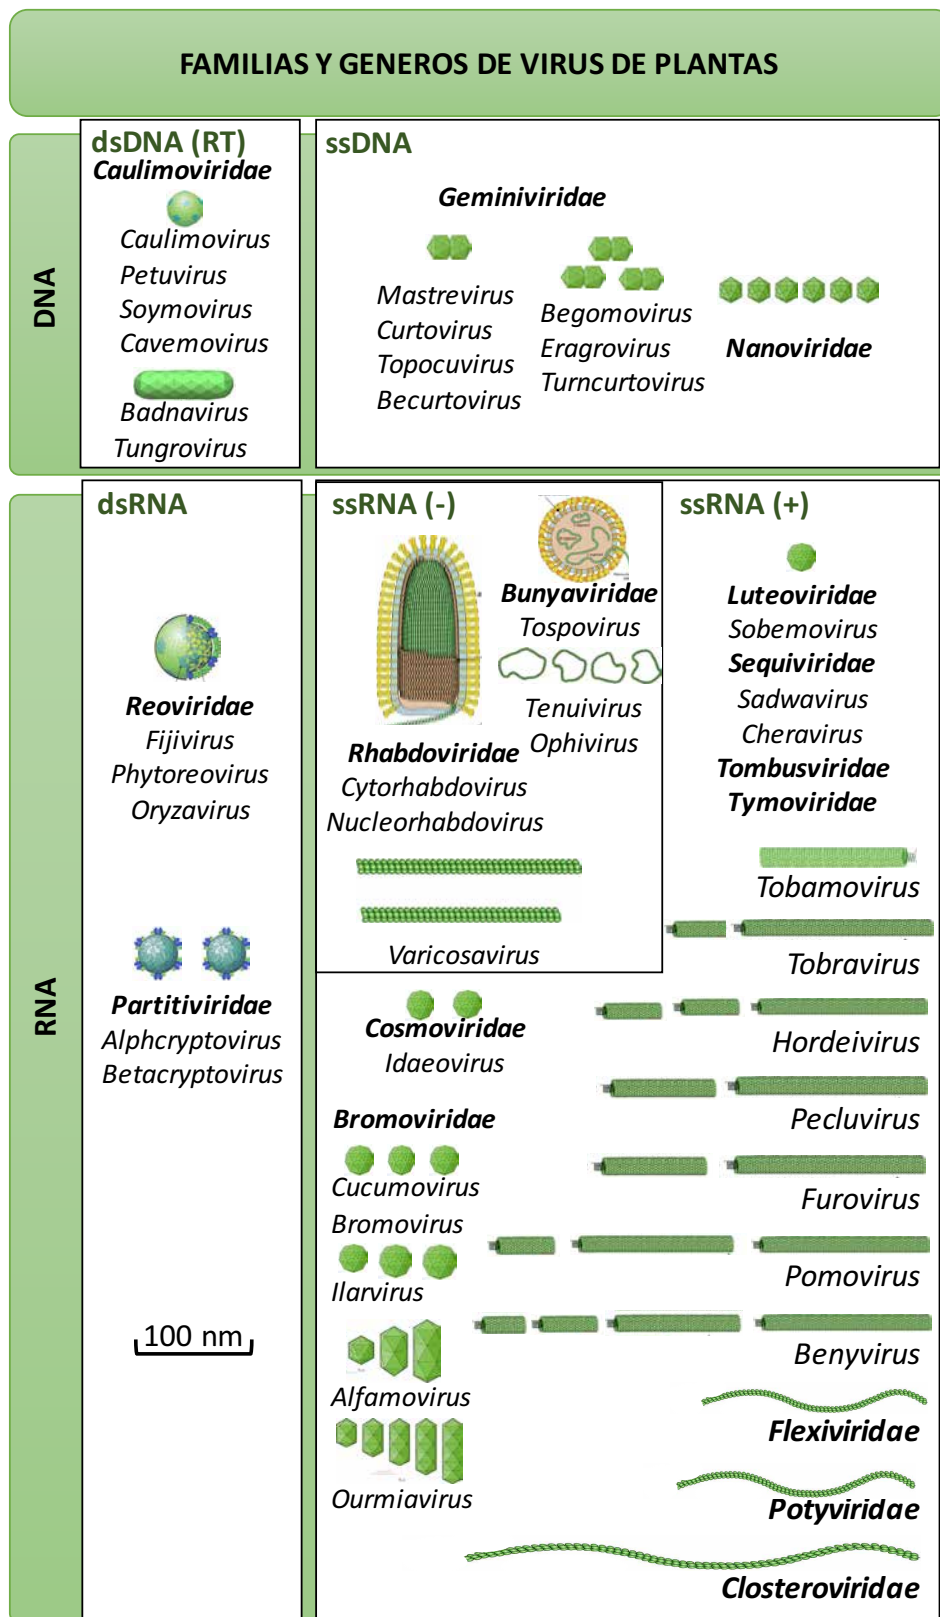 FAMILIAS Y GENEROS DE VIRUS DE PLANTAS
DNA
dsDNA (RT)
Caulimoviridae
Caulimovirus
Petuvirus
Soymovirus
Cavemovirus
Badnavirus
Tungrovirus
ssDNA
Geminiviridae
Mastrevirus
Curtovirus
Topocuvirus
Becurtovirus
Begomovirus
Eragrovirus
Turncurtovirus
Nanoviridae
RNA
dsRNA
Reoviridae
Fijivirus
Phytoreovirus
Oryzavirus
Partitiviridae
Alphcryptovirus
Betacryptovirus
100 nm
ssRNA (-)
Rhabdoviridae
Cytorhabdovirus
Nucleorhabdovirus
Bunyaviridae
Tospovirus
Tenuivirus
Ophivirus
Varicosavirus
ssRNA (+)
Luteoviridae
Sobemovirus
Sequiviridae
Sadwavirus
Cheravirus
Tombusviridae
Tymoviridae
Tobamovirus
Tobravirus
Hordeivirus
Pecluvirus
Furovirus
Pomovirus
Benyvirus
Flexiviridae
Potyviridae
Closteroviridae
Cosmoviridae
Idaeovirus
Bromoviridae
Cucumovirus
Bromovirus
Ilarvirus
Alfamovirus
Ourmiavirus